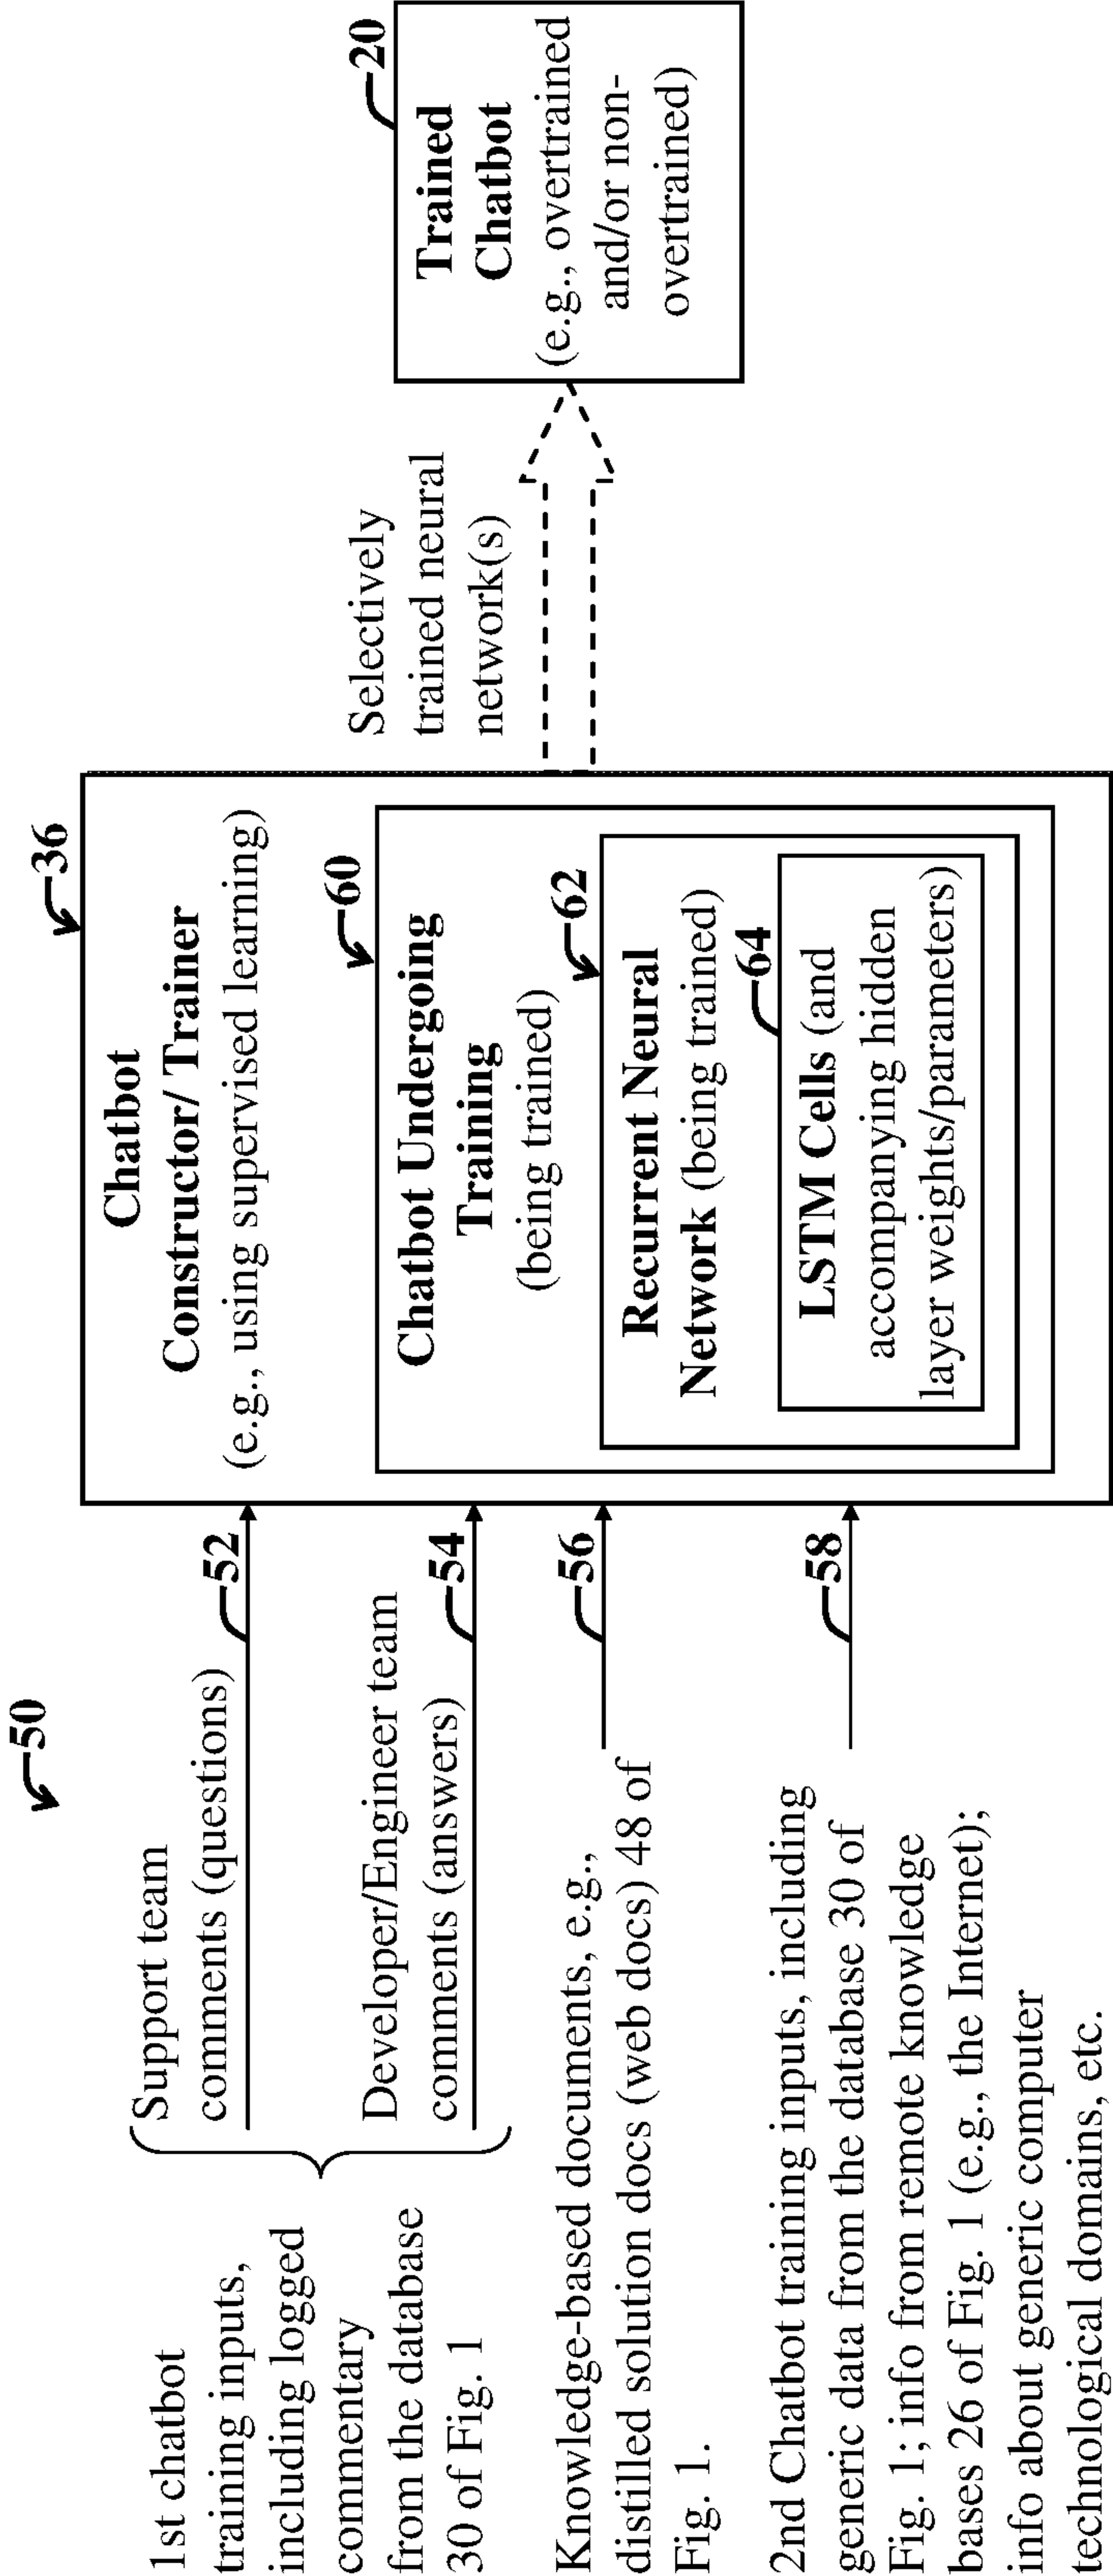 50
1st chatbot
training inputs,
including logged
commentary
from the database
30 of Fig. 1
Support team
comments (questions)
52
Developer/Engineer team
comments (answers)
54
Knowledge-based documents, e.g.,
distilled solution docs (web docs) 48 of
Fig. 1.
56
2nd Chatbot training inputs, including
generic data from the database 30 of
Fig. 1; info from remote knowledge
bases 26 of Fig. 1 (e.g., the Internet);
info about generic computer
technological domains, etc.
58
36
Chatbot
Constructor/ Trainer
(e.g., using supervised learning)
60
Chatbot Undergoing
Training
(being trained)
62
Recurrent Neural
Network (being trained)
64
LSTM Cells (and
accompanying hidden
layer weights/parameters)
Selectively
trained neural
network(s)
20
Trained
Chatbot
(e.g., overtrained
and/or non-
overtrained)